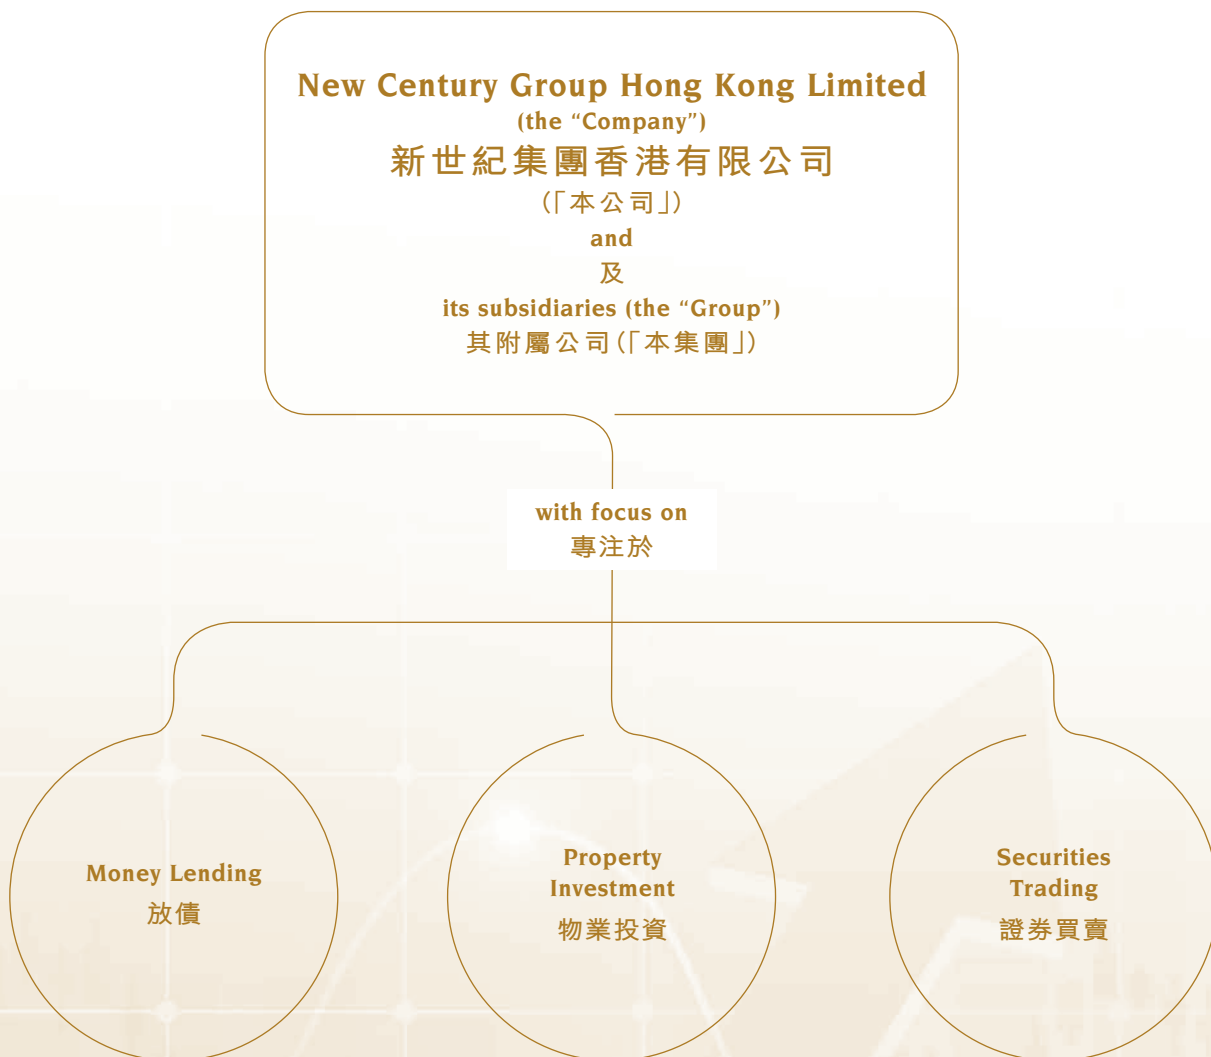 New Century Group Hong Kong Limited
(the “Company”)
新世紀集團香港有限公司
(「本公司」)
and
及
its subsidiaries (the “Group”)
其附屬公司(「本集團」)
with focus on
專注於
Money Lending
放債
Property
Investment
物業投資
Securities
Trading
證券買賣